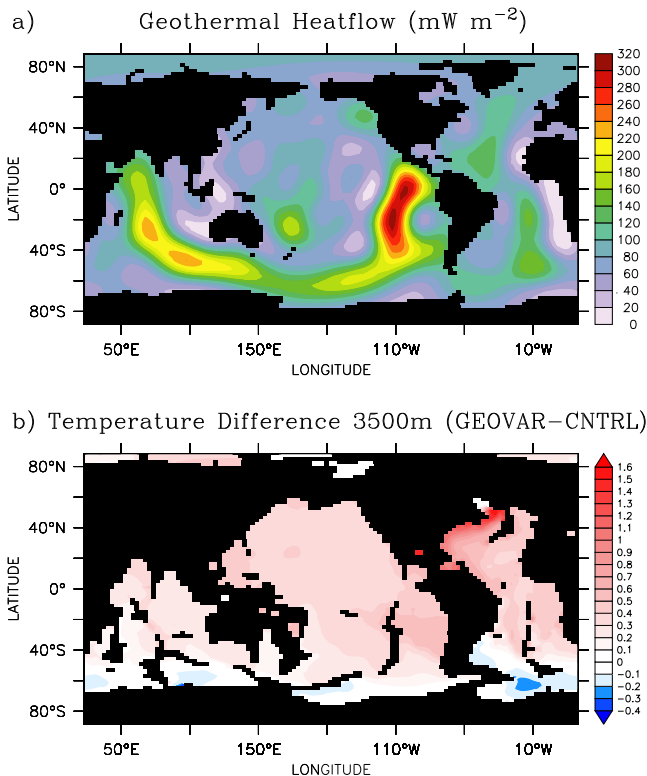 a) Geothermal Heatflow (mW m−2)
80°N
40°N
0°
40°S
80°S
LATITUDE
50°E 150°E 110°W 10°W
LONGITUDE
320
300
280
260
240
220
200
180
160
140
120
100
80
60
40
20
0
b) Temperature Difference 3500m (GEOVAR−CNTRL)
80°N
40°N
0°
40°S
80°S
LATITUDE
50°E 150°E 110°W 10°W
LONGITUDE
1.6
1.5
1.4
1.3
1.2
1.1
1
0.9
0.8
0.7
0.6
0.5
0.4
0.3
0.2
0.1
0
-0.1
-0.2
-0.3
-0.4